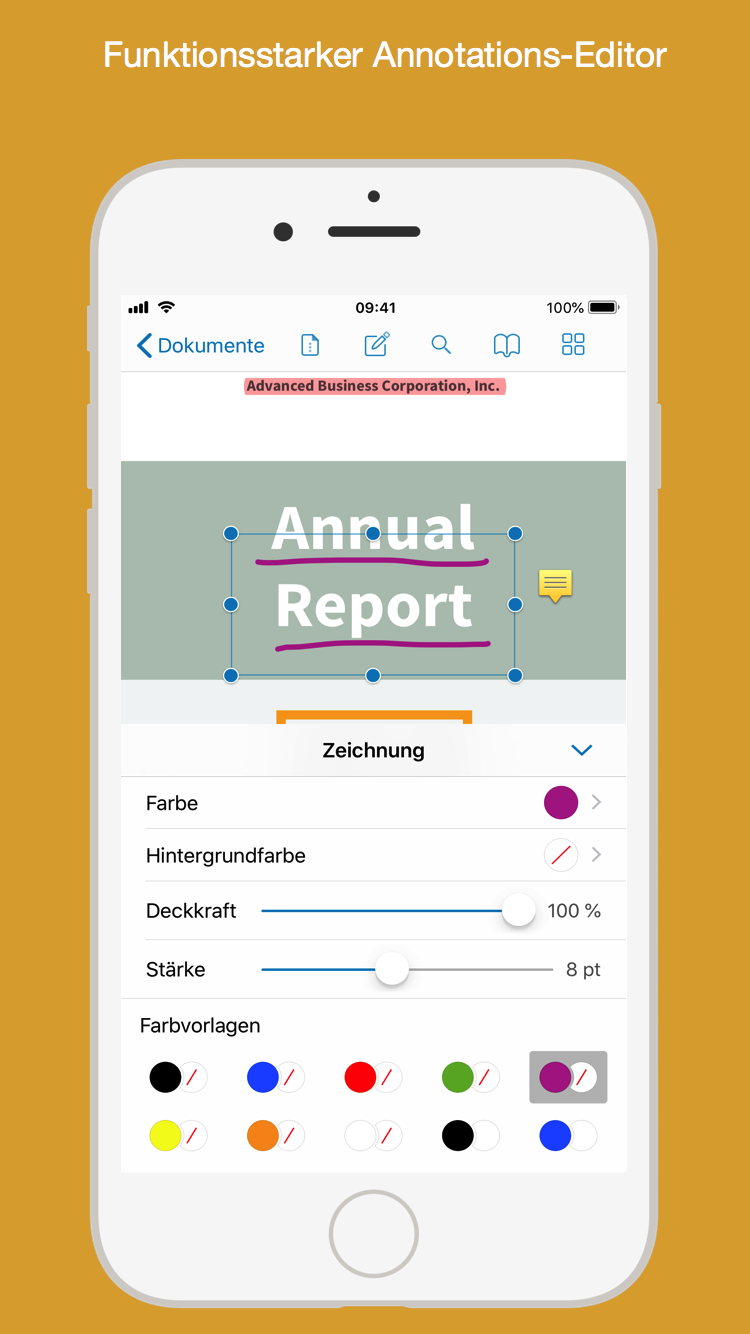 Funktionsstarker Annotations-Editor
09:41
100%
Dokumente
Advanced Business Corporation, Inc.
Annual
Report
Zeichnung
Farbe
Hintergrundfarbe
Deckkraft 100 %
Stärke 8 pt
Farbvorlagen